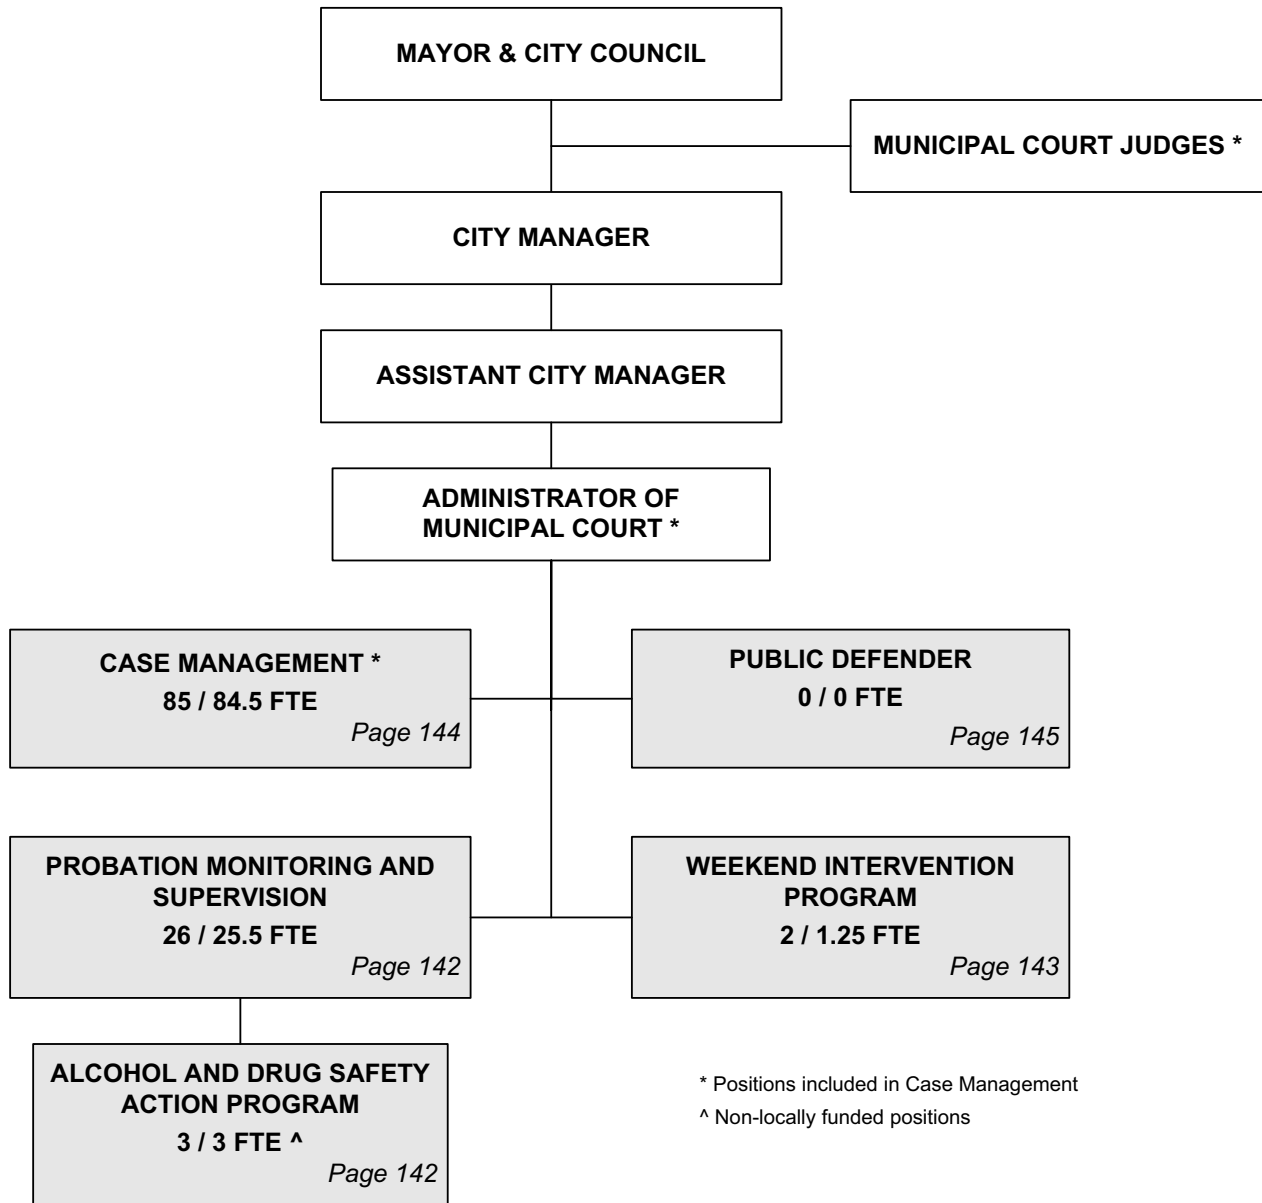 MAYOR & CITY COUNCIL
MUNICIPAL COURT JUDGES *
CITY MANAGER
ASSISTANT CITY MANAGER
ADMINISTRATOR OF
MUNICIPAL COURT *
CASE MANAGEMENT *
85 / 84.5 FTE
Page 144
PUBLIC DEFENDER
0 / 0 FTE
Page 145
PROBATION MONITORING AND
SUPERVISION
26 / 25.5 FTE
Page 142
WEEKEND INTERVENTION
PROGRAM
2 / 1.25 FTE
Page 143
ALCOHOL AND DRUG SAFETY
ACTION PROGRAM
3 / 3 FTE ^
Page 142
* Positions included in Case Management
^ Non-locally funded positions